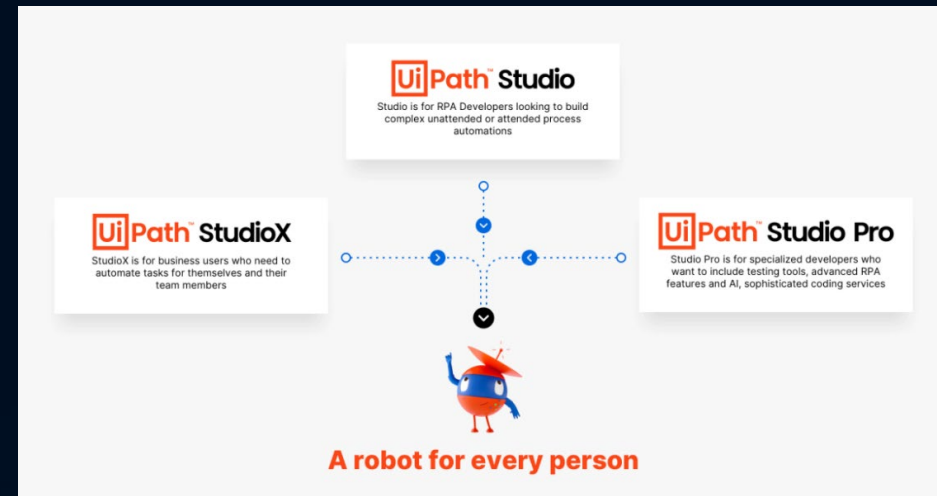 UiPath™ Studio
Studio is for RPA Developers looking to build
complex unattended or attended process
automations
UiPath™ StudioX
StudioX is for business users who need to
automate tasks for themselves and their
team members
UiPath™ Studio Pro
Studio Pro is for specialized developers who
want to include testing tools, advanced RPA
features and AI, sophisticated coding services
A robot for every person